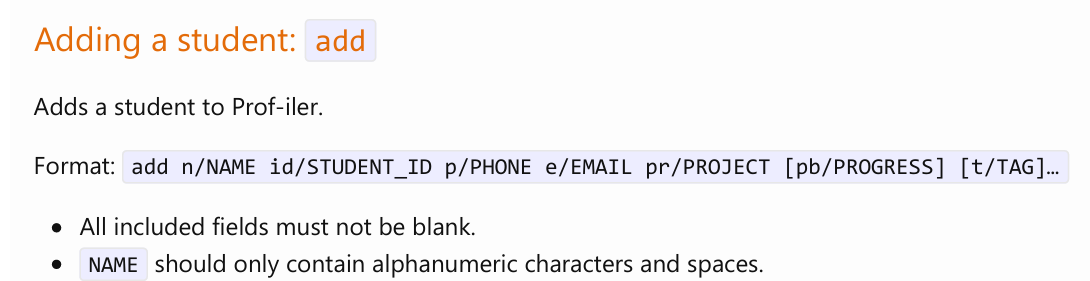 Adding a student: add
Adds a student to Prof-iler.
Format: add n/NAME id/STUDENT_ID p/PHONE e/EMAIL pr/PROJECT [pb/PROGRESS] [t/TAG]…
• All included fields must not be blank.
• NAME should only contain alphanumeric characters and spaces.